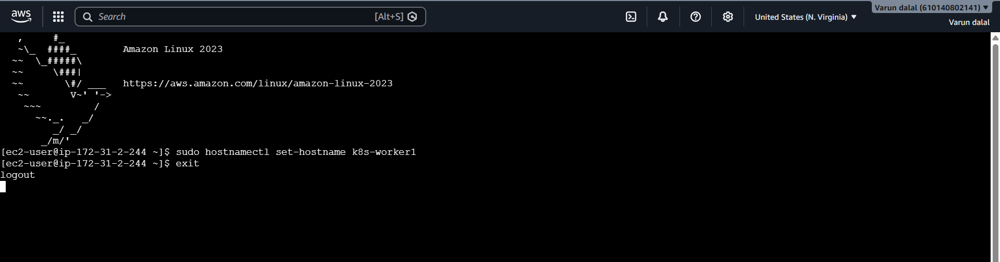 aws
Search
[Alt+S]
United States (N. Virginia) ▼
Varun dalal (610140802141) ▼
Varun dalal
   ,     #_
   ~\_  ####_        Amazon Linux 2023
  ~~  \_#####\
  ~~     \###|
  ~~       \#/ ___   https://aws.amazon.com/linux/amazon-linux-2023
   ~~       V~' '->
    ~~~         /
      ~~._.   _/
         _/ _/
       _/m/'
[ec2-user@ip-172-31-2-244 ~]$ sudo hostnamectl set-hostname k8s-worker1
[ec2-user@ip-172-31-2-244 ~]$ exit
logout